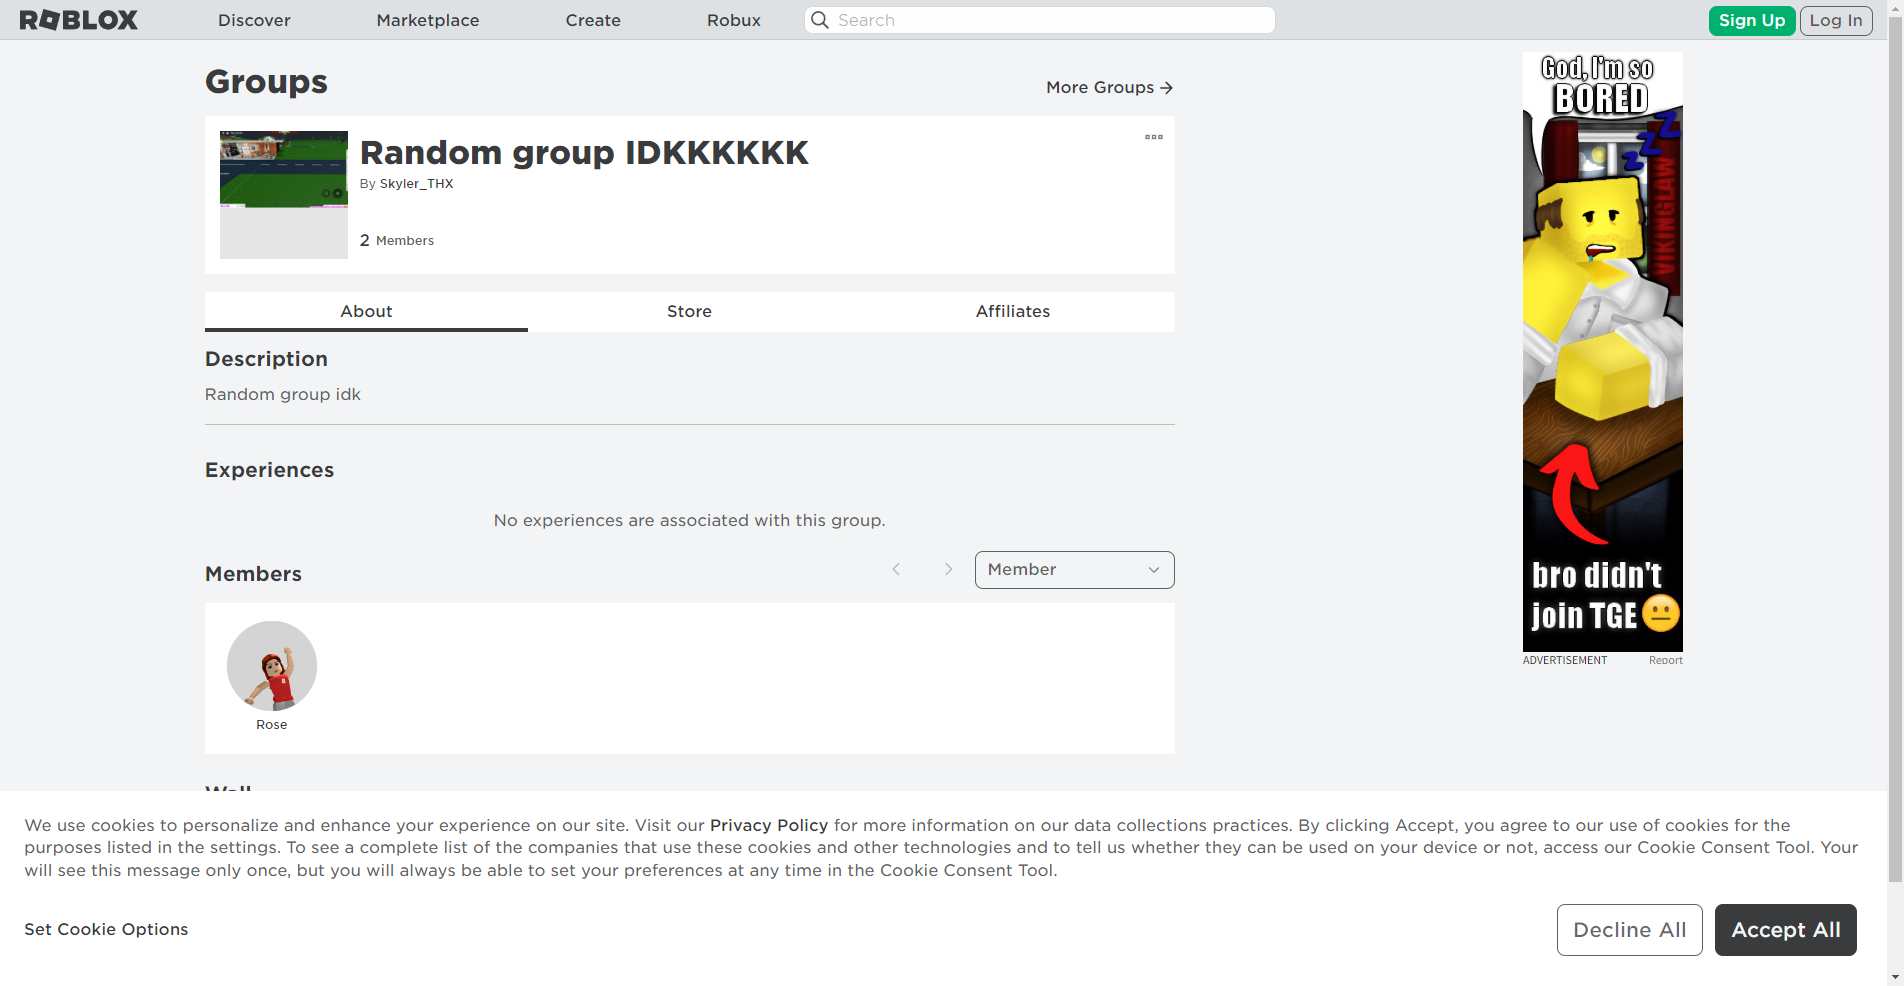 ROBLOX
Discover
Marketplace
Create
Robux
Search
Sign Up
Log In
Groups
More Groups
Random group IDKKKKKK
By Skyler_THX
2 Members
About
Store
Affiliates
Description
Random group idk
Experiences
No experiences are associated with this group.
Members
Member
Rose
Wall
God, I'm so
BORED
zzz
VIKINGLAW
bro didn't
join TGE
ADVERTISEMENT
Report
We use cookies to personalize and enhance your experience on our site. Visit our Privacy Policy for more information on our data collections practices. By clicking Accept, you agree to our use of cookies for the
purposes listed in the settings. To see a complete list of the companies that use these cookies and other technologies and to tell us whether they can be used on your device or not, access our Cookie Consent Tool. Your
will see this message only once, but you will always be able to set your preferences at any time in the Cookie Consent Tool.
Set Cookie Options
Decline All
Accept All